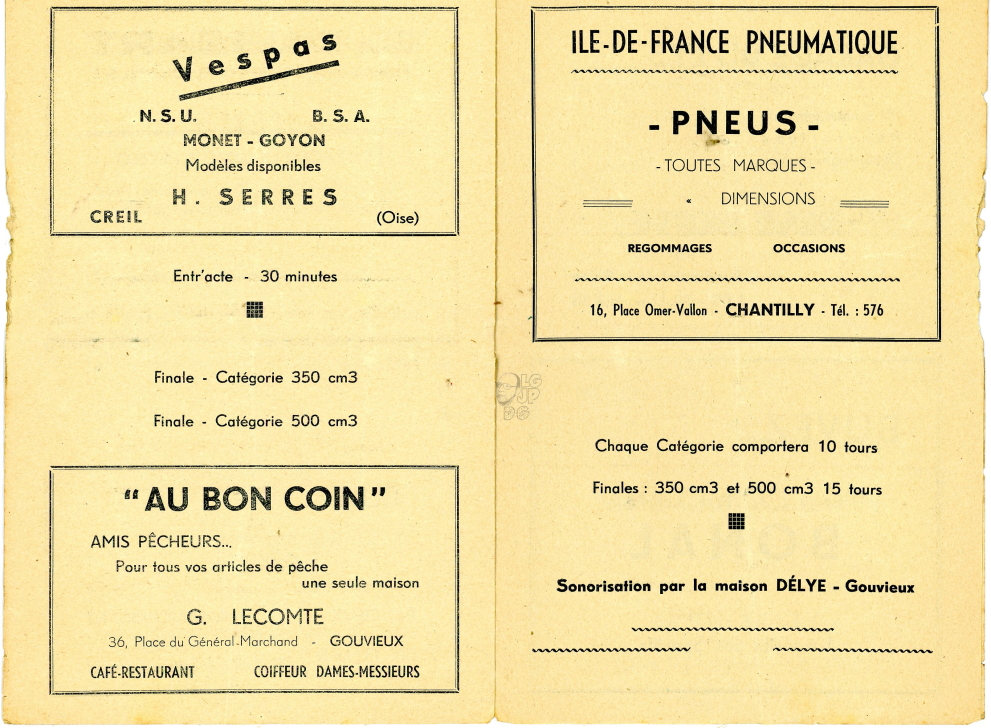 Vespas
N. S. U. B. S. A.
MONET - GOYON
Modèles disponibles
H. SERRES
CREIL (Oise)
Entr'acte - 30 minutes
Finale - Catégorie 350 cm3
Finale - Catégorie 500 cm3
“AU BON COIN”
AMIS PÊCHEURS...
Pour tous vos articles de pêche
une seule maison
G. LECOMTE
36, Place du Général-Marchand - GOUVIEUX
CAFÉ-RESTAURANT COIFFEUR DAMES-MESSIEURS
ILE-DE-FRANCE PNEUMATIQUE
- PNEUS -
- TOUTES MARQUES -
« DIMENSIONS
REGOMMAGES OCCASIONS
16, Place Omer-Vallon - CHANTILLY - Tél. : 576
LG
JP
DG
Chaque Catégorie comportera 10 tours
Finales : 350 cm3 et 500 cm3 15 tours
Sonorisation par la maison DÉLYE - Gouvieux